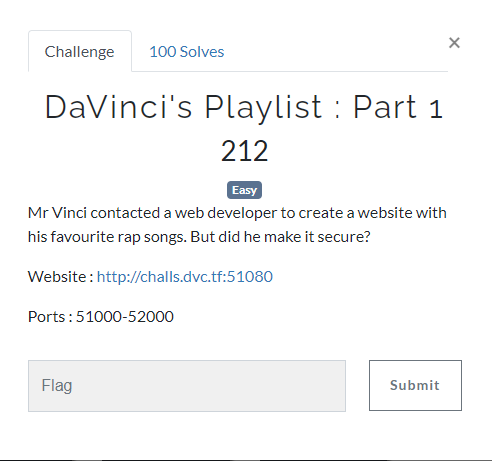 Challenge
100 Solves
×
DaVinci's Playlist : Part 1
212
Easy
Mr Vinci contacted a web developer to create a website with
his favourite rap songs. But did he make it secure?
Website : http://challs.dvc.tf:51080
Ports : 51000-52000
Flag
Submit